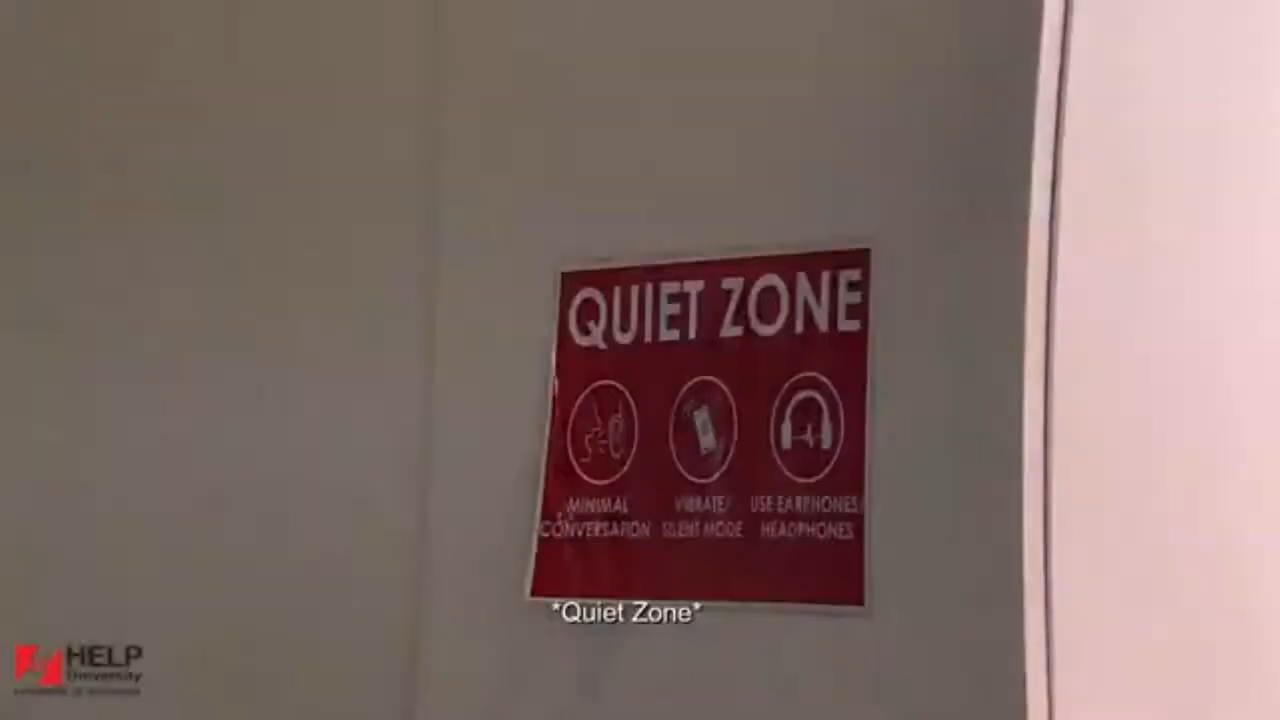 QUIET ZONE
MINIMAL
CONVERSATION
VIBRATE/
SILENT MODE
USE EARPHONES/
HEADPHONES
*Quiet Zone*
HELP
University